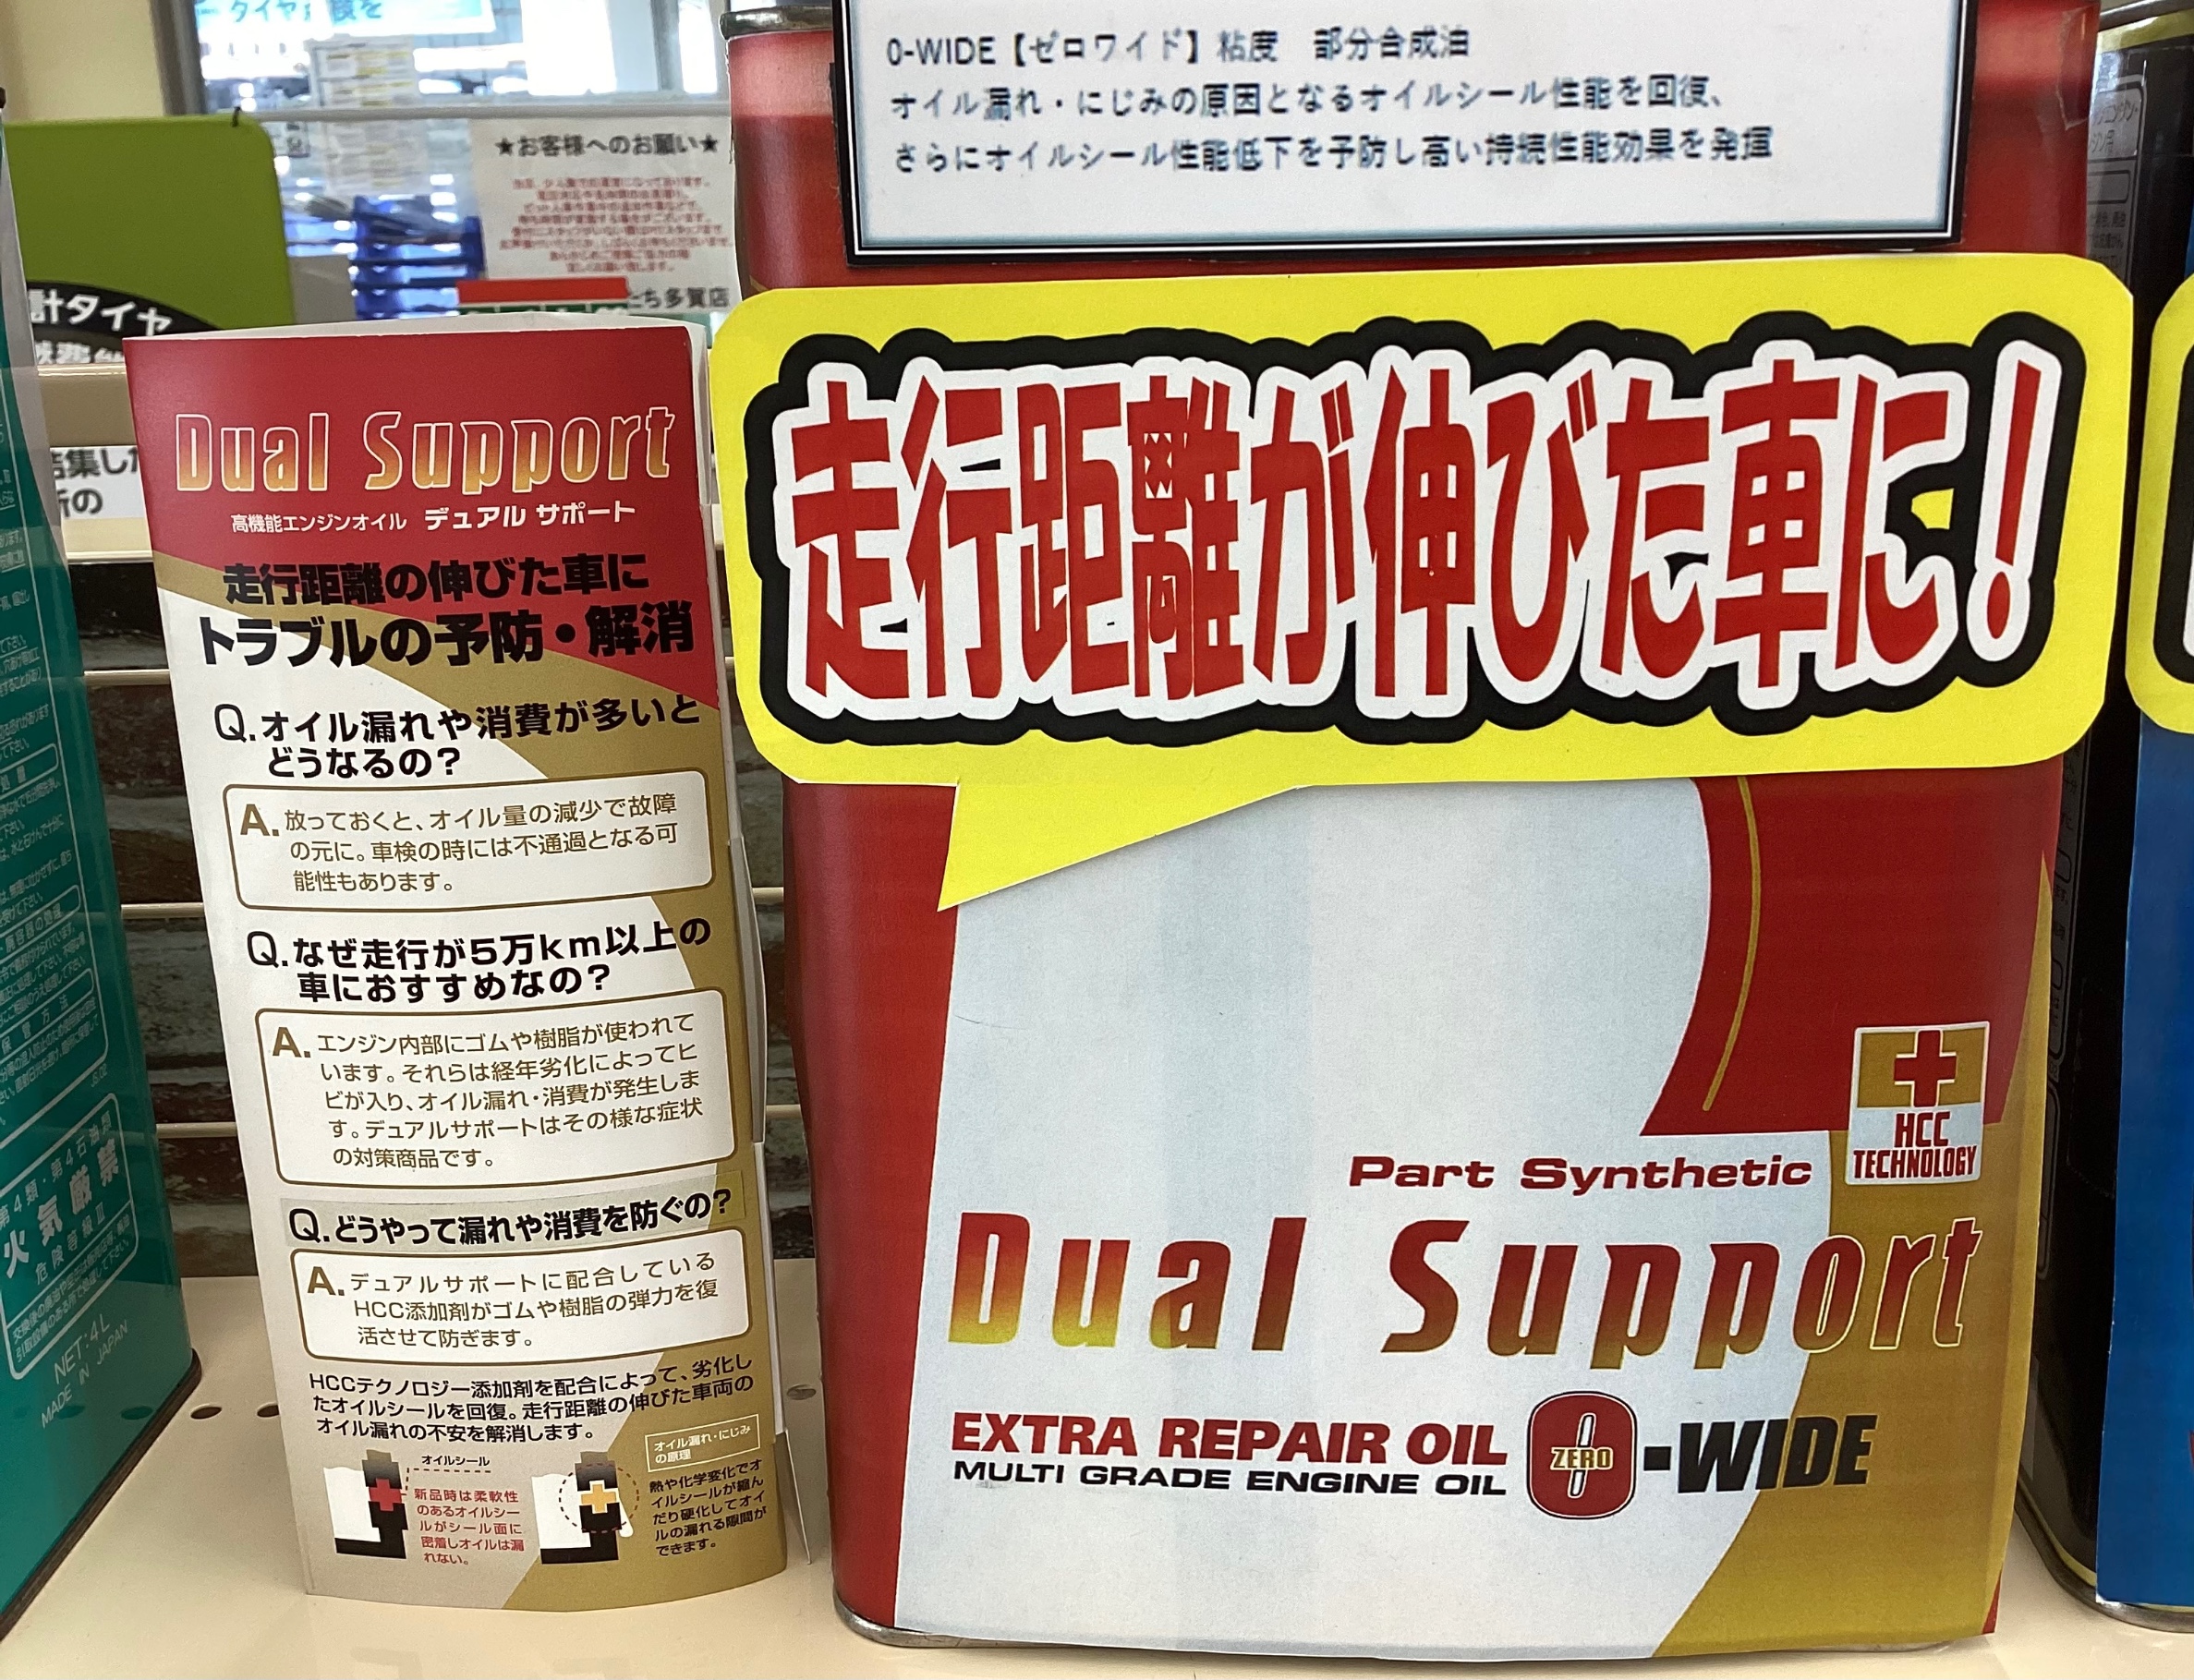 0-WIDE【ゼロワイド】粘度 部分合成油
オイル漏れ・にじみの原因となるオイルシール性能を回復、
さらにオイルシール性能低下を予防し高い持続性能効果を発揮
走行距離が伸びた車に!
Part Synthetic
HCC
TECHNOLOGY
Dual Support
EXTRA REPAIR OIL
MULTI GRADE ENGINE OIL
0
ZERO
-WIDE
Dual Support
高機能エンジンオイル デュアル サポート
走行距離の伸びた車に
トラブルの予防・解消
Q.オイル漏れや消費が多いと
どうなるの?
A.放っておくと、オイル量の減少で故障
の元に。車検の時には不通過となる可
能性もあります。
Q.なぜ走行が5万km以上の
車におすすめなの?
A.エンジン内部にゴムや樹脂が使われて
います。それらは経年劣化によってヒ
ビが入り、オイル漏れ・消費が発生しま
す。デュアルサポートはその様な症状
の対策商品です。
Q.どうやって漏れや消費を防ぐの?
A.デュアルサポートに配合している
HCC添加剤がゴムや樹脂の弾力を復
活させて防ぎます。
HCCテクノロジー添加剤を配合によって、劣化し
たオイルシールを回復。走行距離の伸びた車両の
オイル漏れの不安を解消します。
オイルシール
新品時は柔軟性
のあるオイルシー
ルがシール面に
密着しオイルは漏
れない。
オイル漏れ・にじみ
の原理
熱や化学変化でオ
イルシールが縮ん
だり硬化してオイ
ルの漏れる隙間が
できます。
★お客様へのお願い★
ち多賀店
計タイヤ
結集した
火気厳禁
危険等級Ⅲ
NET:4L
MADE IN JAPAN